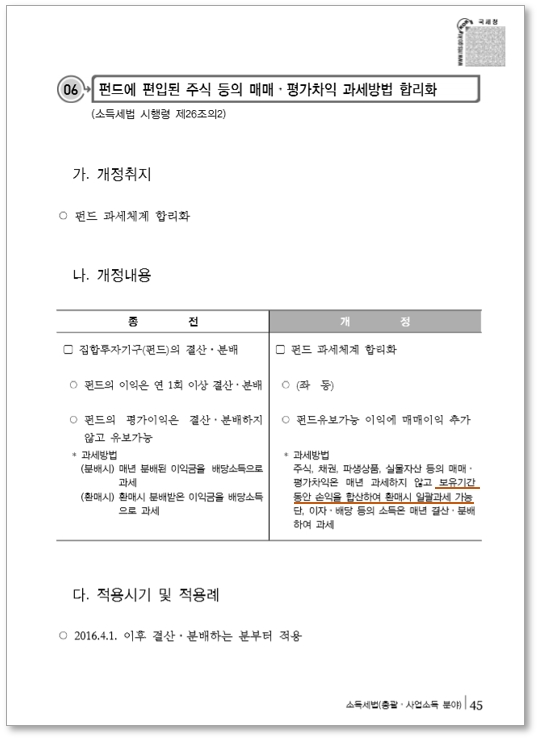 국세청
06 펀드에 편입된 주식 등의 매매·평가차익 과세방법 합리화
(소득세법 시행령 제26조의2)
가. 개정취지
○ 펀드 과세체계 합리화
나. 개정내용
종 전
□ 집합투자기구(펀드)의 결산·분배
○ 펀드의 이익은 연 1회 이상 결산·분배
○ 펀드의 평가이익은 결산·분배하지
않고 유보가능
* 과세방법
(분배시) 매년 분배된 이익금을 배당소득으로
과세
(환매시) 환매시 분배받은 이익금을 배당소득
으로 과세
개 정
□ 펀드 과세체계 합리화
○ (좌 동)
○ 펀드유보가능 이익에 매매이익 추가
* 과세방법
주식, 채권, 파생상품, 실물자산 등의 매매·
평가차익은 매년 과세하지 않고 보유기간
동안 손익을 합산하여 환매시 일괄과세 가능
단, 이자·배당 등의 소득은 매년 결산·분배
하여 과세
다. 적용시기 및 적용례
○ 2016.4.1. 이후 결산·분배하는 분부터 적용
소득세법(총괄·사업소득 분야) 45